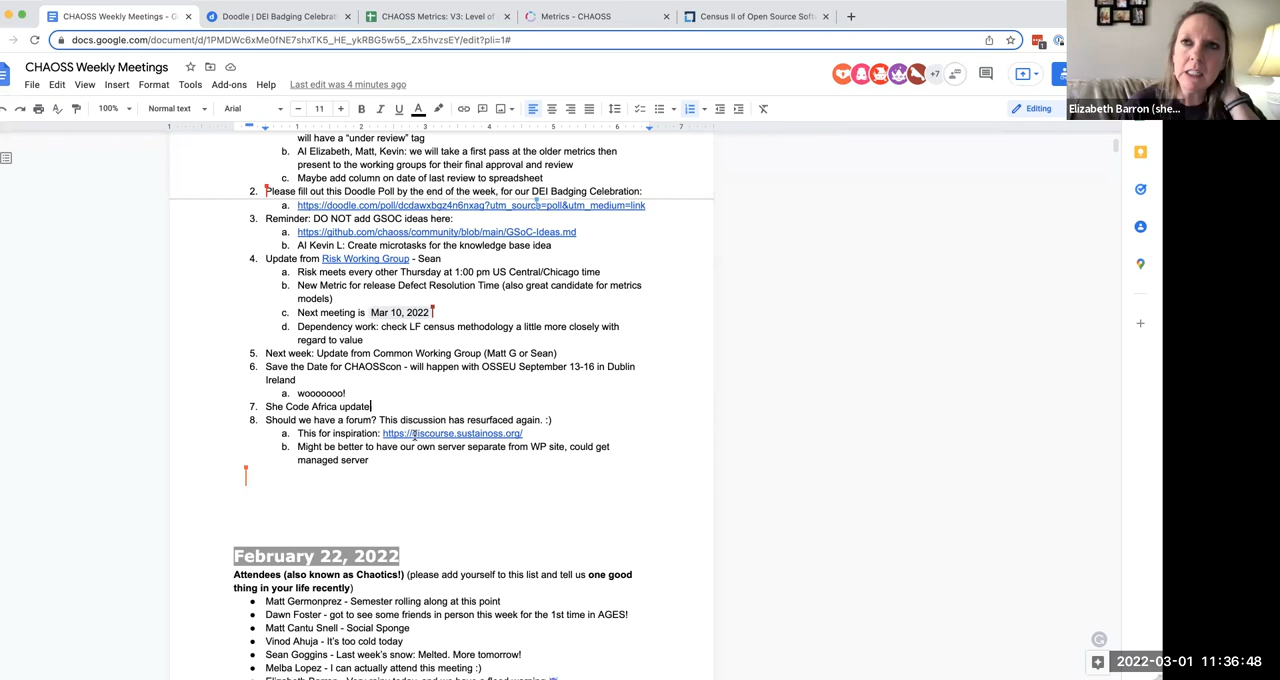 CHAOSS Weekly Meetings - G
Doodle | DEI Badging Celebrat
CHAOSS Metrics: V3: Level of
Metrics - CHAOSS
Census II of Open Source Soft
docs.google.com/document/d/1PMDWc6xMe0fNE7shxTK5_HE_ykRBG5w55_Zx5hvzsEY/edit?pli=1#
CHAOSS Weekly Meetings
+7
File Edit View Insert Format Tools Add-ons Help Last edit was 4 minutes ago
100% Normal text Arial 11 Editing
Elizabeth Barron (she...
1 1 2 3 4 5 6 7
will have a “under review” tag
b. AI Elizabeth, Matt, Kevin: we will take a first pass at the older metrics then
present to the working groups for their final approval and review
c. Maybe add column on date of last review to spreadsheet
2. Please fill out this Doodle Poll by the end of the week, for our DEI Badging Celebration:
a. https://doodle.com/poll/dcdawxbgz4n6nxag?utm_source=poll&utm_medium=link
3. Reminder: DO NOT add GSOC ideas here:
a. https://github.com/chaoss/community/blob/main/GSoC-Ideas.md
b. AI Kevin L: Create microtasks for the knowledge base idea
4. Update from Risk Working Group - Sean
a. Risk meets every other Thursday at 1:00 pm US Central/Chicago time
b. New Metric for release Defect Resolution Time (also great candidate for metrics
models)
c. Next meeting is Mar 10, 2022
d. Dependency work: check LF census methodology a little more closely with
regard to value
5. Next week: Update from Common Working Group (Matt G or Sean)
6. Save the Date for CHAOSScon - will happen with OSSEU September 13-16 in Dublin
Ireland
a. wooooooo!
7. She Code Africa update
8. Should we have a forum? This discussion has resurfaced again. :)
a. This for inspiration: https://discourse.sustainoss.org/
b. Might be better to have our own server separate from WP site, could get
managed server
February 22, 2022
Attendees (also known as Chaotics!) (please add yourself to this list and tell us one good
thing in your life recently)
● Matt Germonprez - Semester rolling along at this point
● Dawn Foster - got to see some friends in person this week for the 1st time in AGES!
● Matt Cantu Snell - Social Sponge
● Vinod Ahuja - It's too cold today
● Sean Goggins - Last week's snow: Melted. More tomorrow!
● Melba Lopez - I can actually attend this meeting :)
2022-03-01 11:36:48